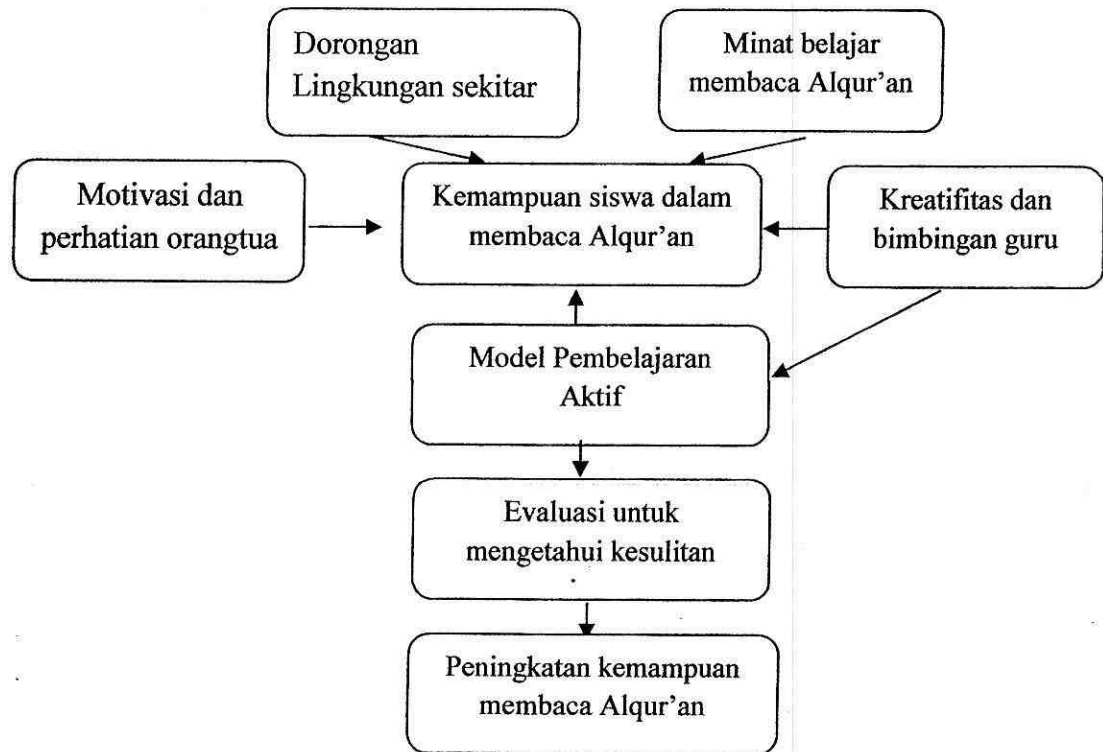 Dorongan
Lingkungan sekitar
Minat belajar
membaca Alqur'an
Motivasi dan
perhatian orangtua
Kemampuan siswa dalam
membaca Alqur'an
Kreatifitas dan
bimbingan guru
Model Pembelajaran
Aktif
Evaluasi untuk
mengetahui kesulitan
Peningkatan kemampuan
membaca Alqur'an